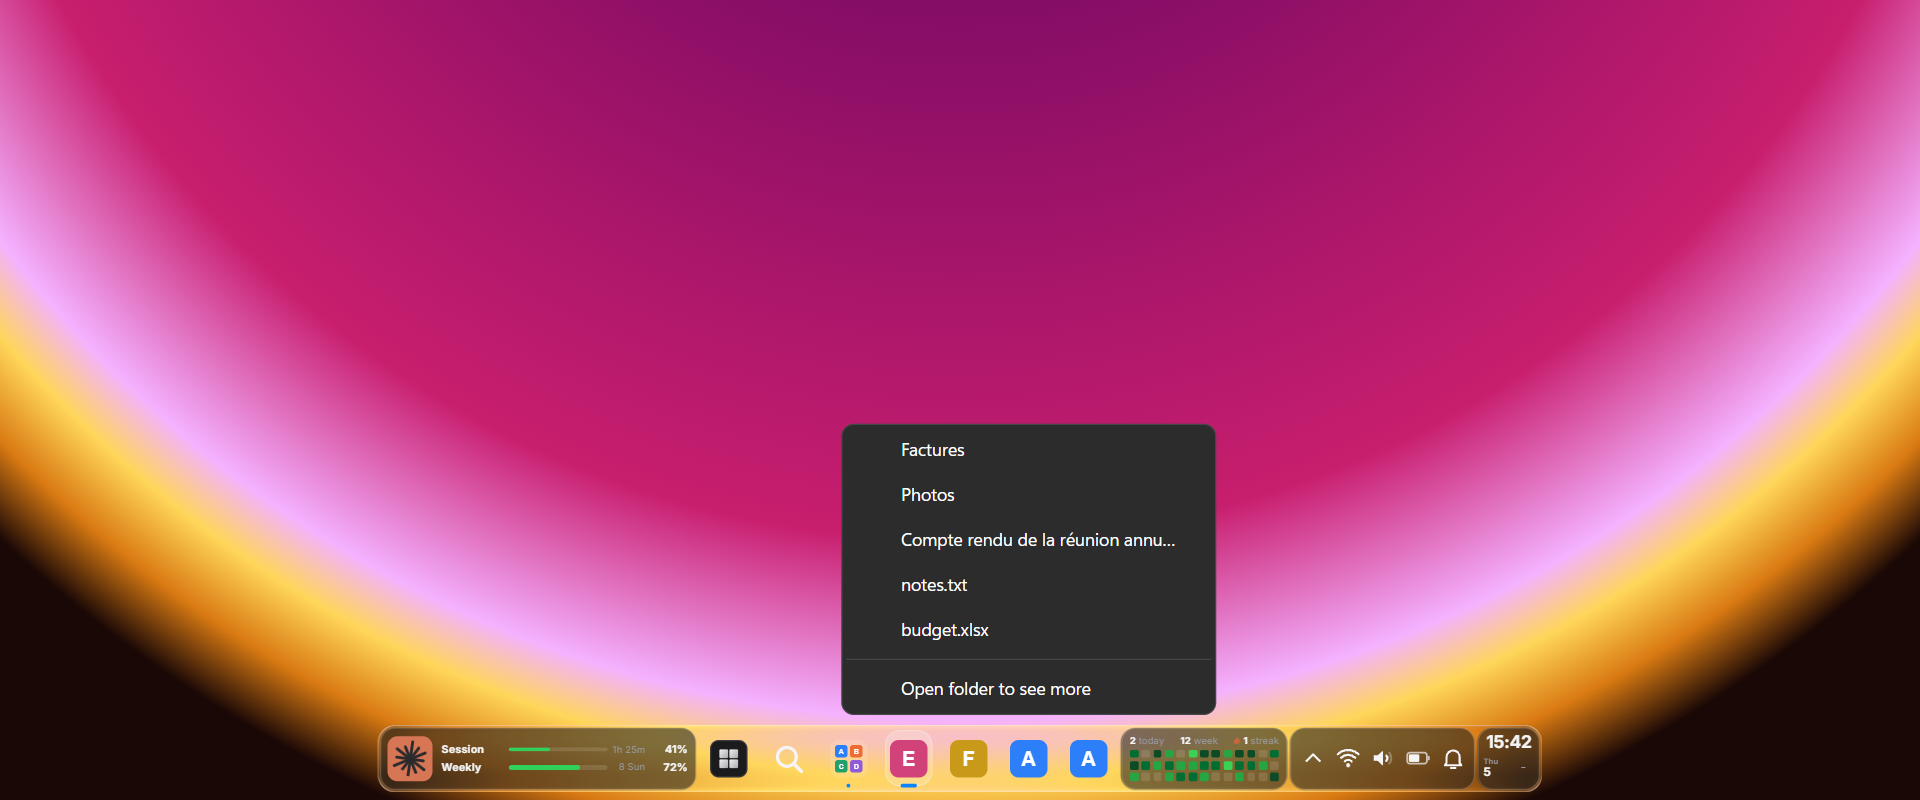 Factures
Photos
Compte rendu de la réunion annu...
notes.txt
budget.xlsx
Open folder to see more
Session 1h 25m 41%
Weekly 8 Sun 72%
A B
C D
E
F
A
A
2 today 12 week 1 streak
15:42
Thu
5 –